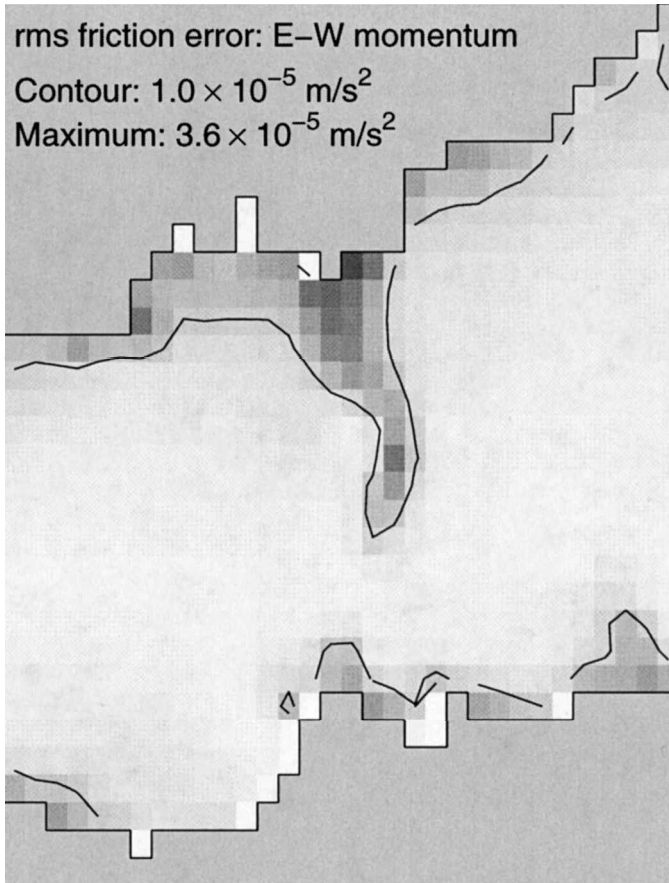 rms friction error: E–W momentum
Contour: 1.0 × 10⁻⁵ m/s²
Maximum: 3.6 × 10⁻⁵ m/s²